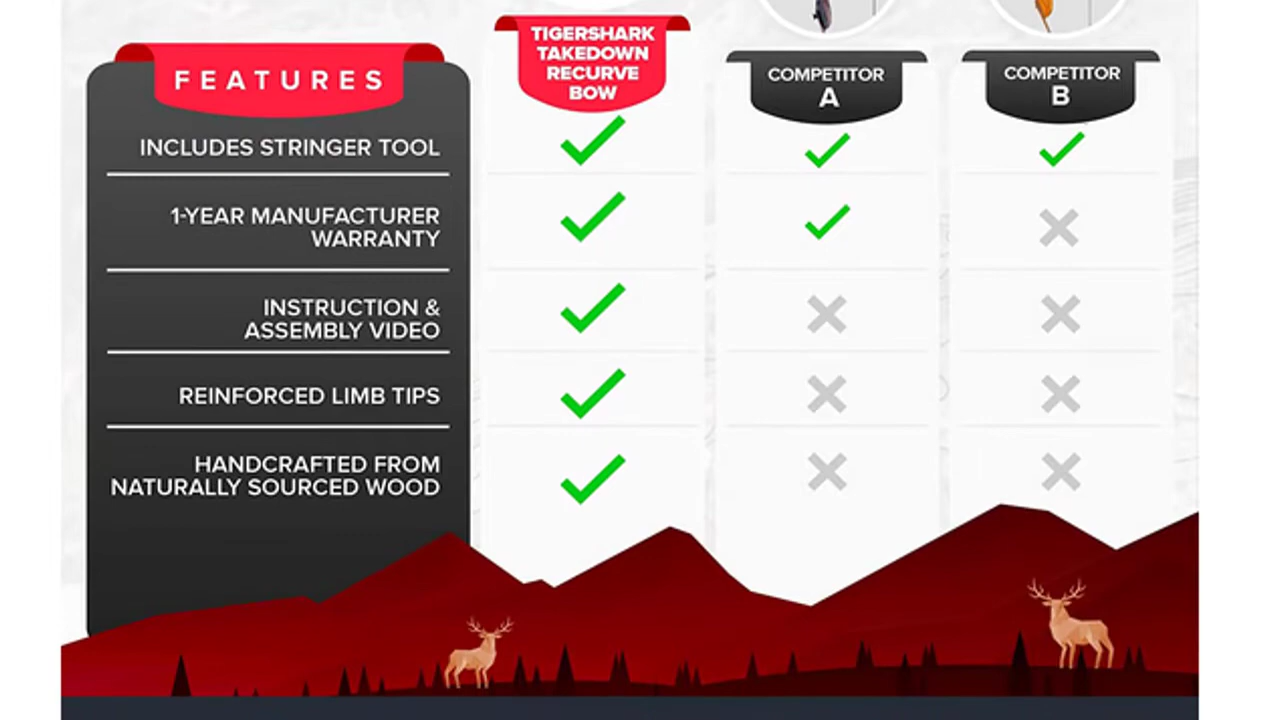 TIGERSHARK
TAKEDOWN
RECURVE
BOW
COMPETITOR
A
COMPETITOR
B
FEATURES
INCLUDES STRINGER TOOL
1-YEAR MANUFACTURER
WARRANTY
INSTRUCTION &
ASSEMBLY VIDEO
REINFORCED LIMB TIPS
HANDCRAFTED FROM
NATURALLY SOURCED WOOD